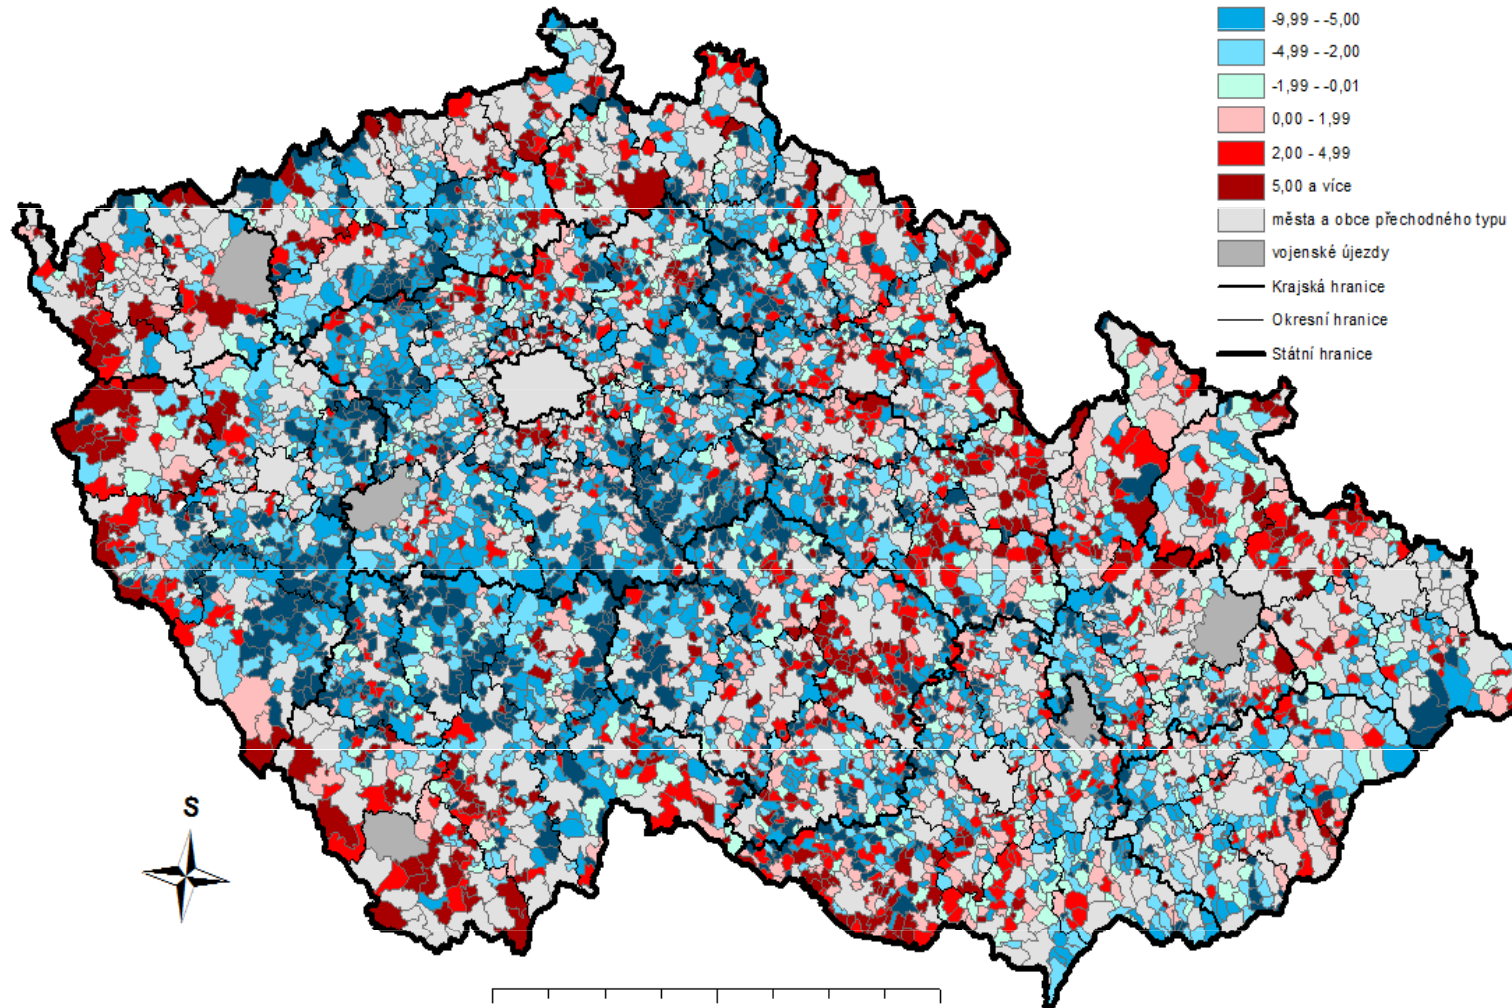 -9,99 - -5,00
-4,99 - -2,00
-1,99 - -0,01
0,00 - 1,99
2,00 - 4,99
5,00 a více
města a obce přechodného typu
vojenské újezdy
Krajská hranice
Okresní hranice
Státní hranice
S